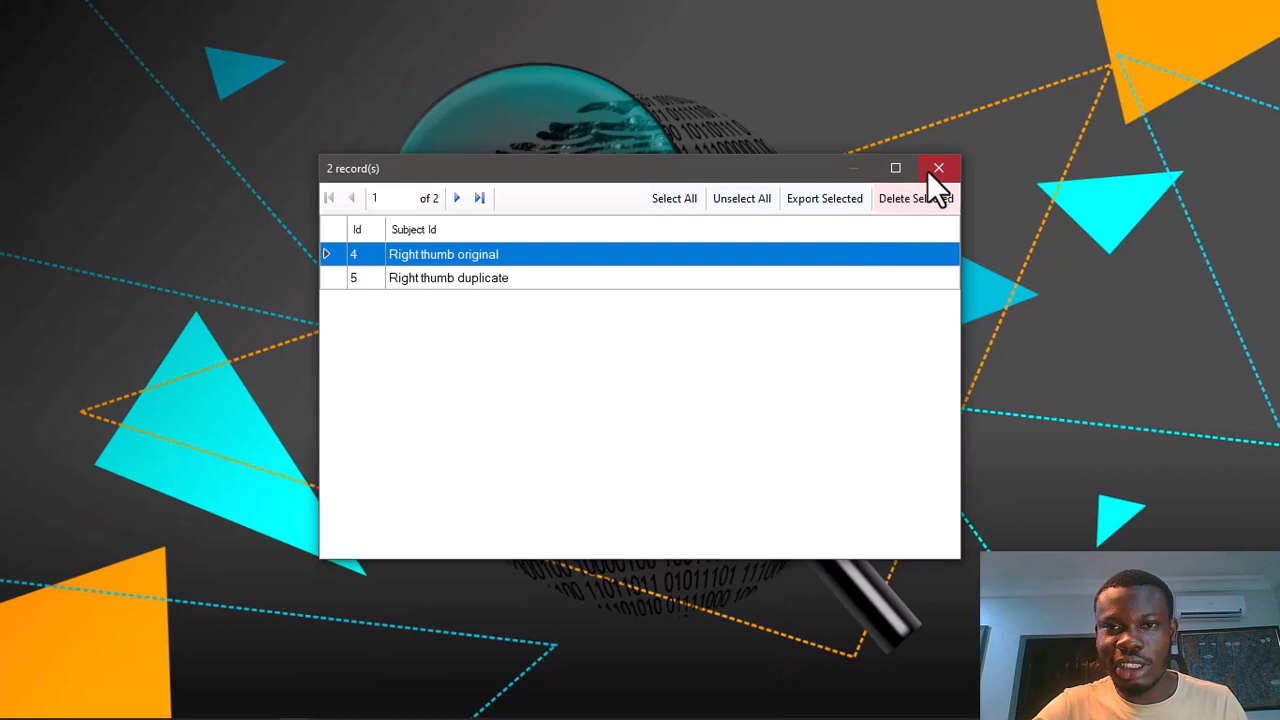 2 record(s)
1 of 2 Select All Unselect All Export Selected Delete
Id Subject Id
4 Right thumb original
5 Right thumb duplicate